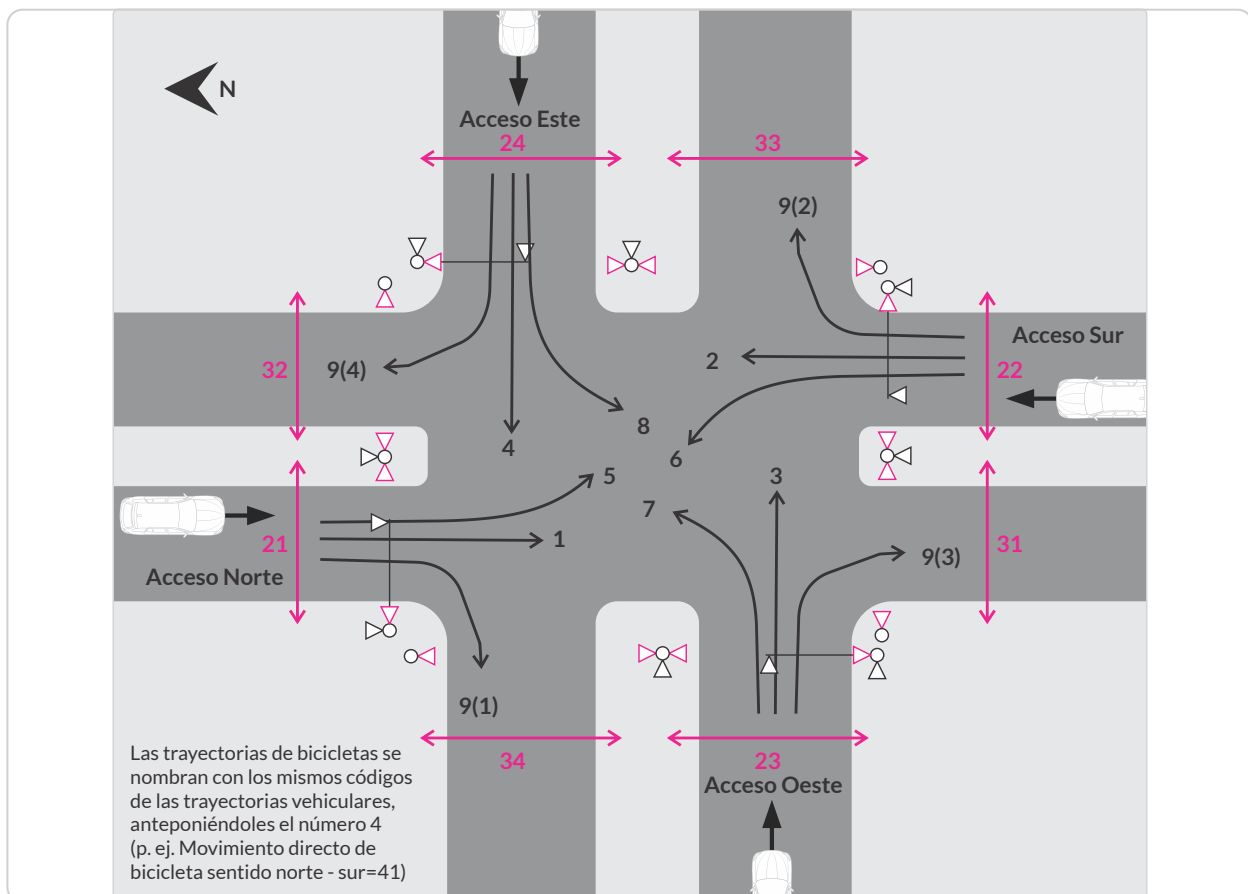 N
Acceso Este
24
33
9(2)
Acceso Sur
32
9(4)
2
22
8
4
6
5
3
7
21
1
9(3)
31
Acceso Norte
9(1)
Las trayectorias de bicicletas se
nombran con los mismos códigos
de las trayectorias vehiculares,
anteponiéndoles el número 4
(p. ej. Movimiento directo de
bicicleta sentido norte - sur=41)
34
23
Acceso Oeste